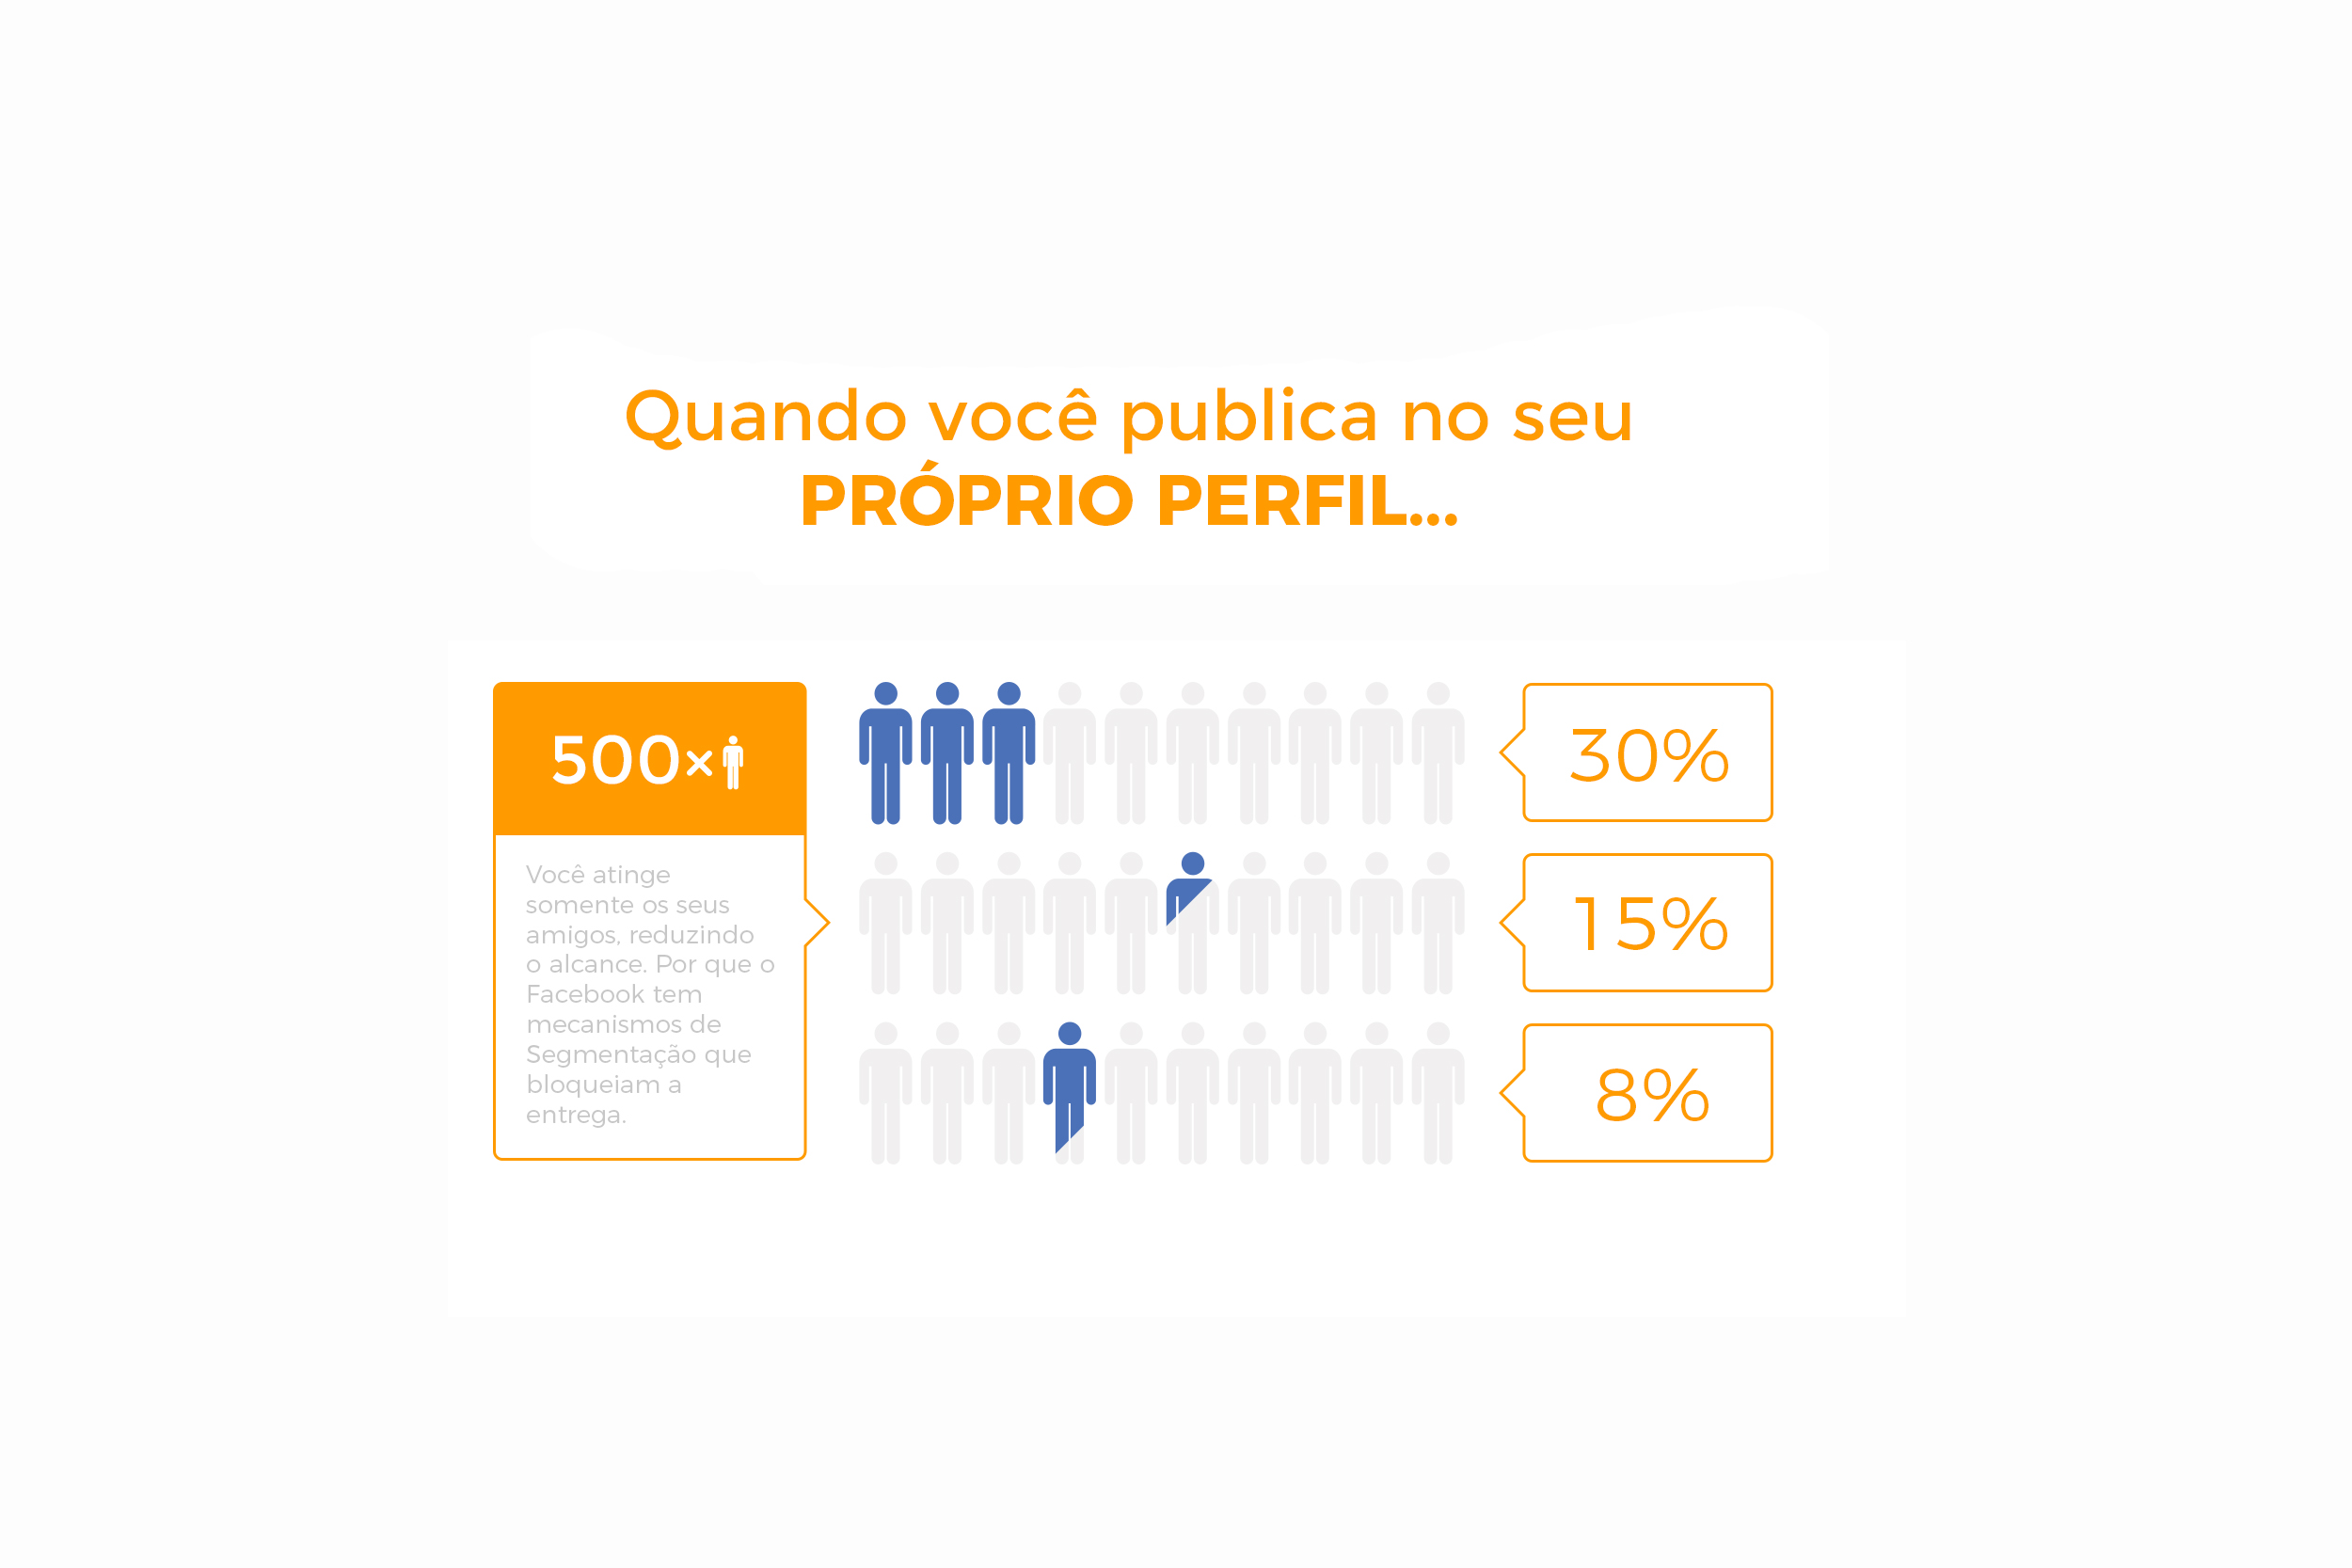 Quando você publica no seu
PRÓPRIO PERFIL...
500×
Você atinge
somente os seus
amigos, reduzindo
o alcance. Por que o
Facebook tem
mecanismos de
Segmentação que
bloqueiam a
entrega.
30%
15%
8%